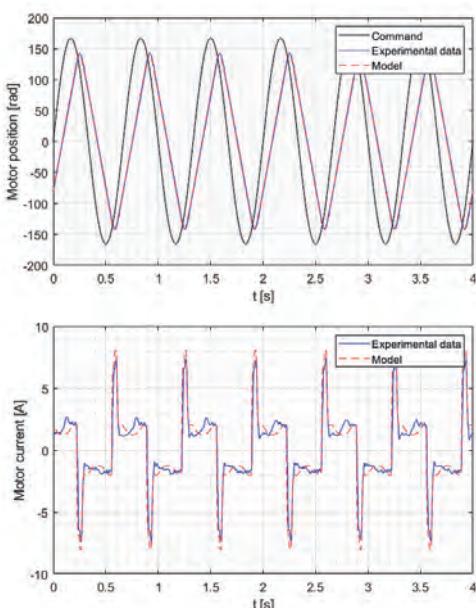 200
150
100
50
0
-50
-100
-150
-200
Motor position [rad]
Command
Experimental data
Model
0 0.5 1 1.5 2 2.5 3 3.5 4
t [s]
10
5
0
-5
-10
Motor current [A]
Experimental data
Model
0 0.5 1 1.5 2 2.5 3 3.5 4
t [s]